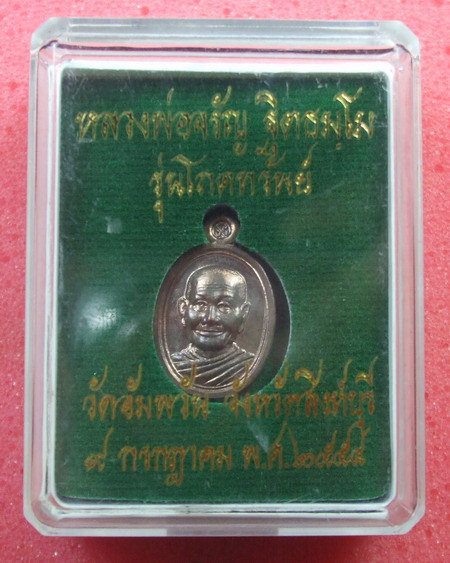 หลวงพ่อจรัญ ฐิตธมฺโม
รุ่นโภคทรัพย์
วัดอัมพวัน จังหวัดสิงห์บุรี
๙ กรกฎาคม พ.ศ.๒๕๕๔